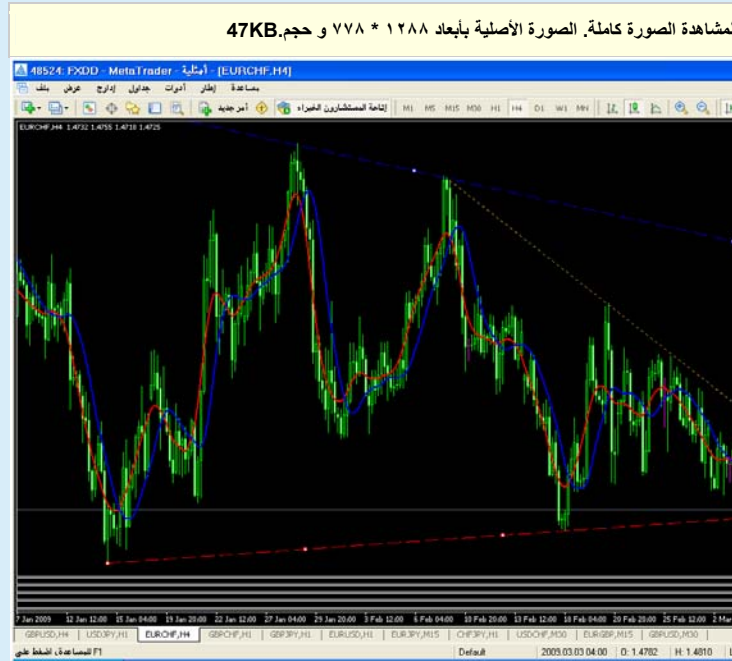 لمشاهدة الصورة كاملة. الصورة الأصلية بأبعاد ١٢٨٨ * ٧٧٨ و حجم 47KB.
48524: FXDD - MetaTrader - أمثلية - [EURCHF,H4]
ملف عرض إدارج جداول أدوات إطار مساعدة
أمر جديد إتاحة المستشارون الخبراء M1 M5 M15 M30 H1 H4 D1 W1 MN
EURCHF,H4 1.4732 1.4755 1.4718 1.4725
7 Jan 2009 12 Jan 12:00 15 Jan 04:00 19 Jan 20:00 22 Jan 12:00 27 Jan 04:00 29 Jan 20:00 3 Feb 12:00 6 Feb 04:00 10 Feb 20:00 13 Feb 12:00 18 Feb 04:00 20 Feb 20:00 25 Feb 12:00 2 Mar
GBPUSD,H4 USDJPY,H1 EURCHF,H4 GBPCHF,H1 GBPJPY,H1 EURUSD,H1 EURJPY,M15 CHFJPY,H1 USDCHF,M30 EURGBP,M15 GBPUSD,M30
للمساعدة، اضغط على F1 Default 2009.03.03 04:00 O: 1.4782 H: 1.4810 L